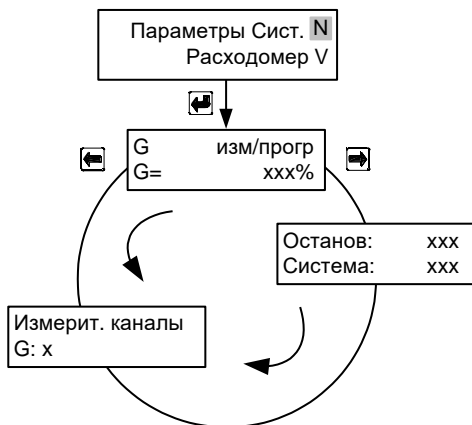 Параметры Сист. N
Расходомер V
G изм/прогр
G= xxx%
Останов: xxx
Система: xxx
Измерит. каналы
G: x